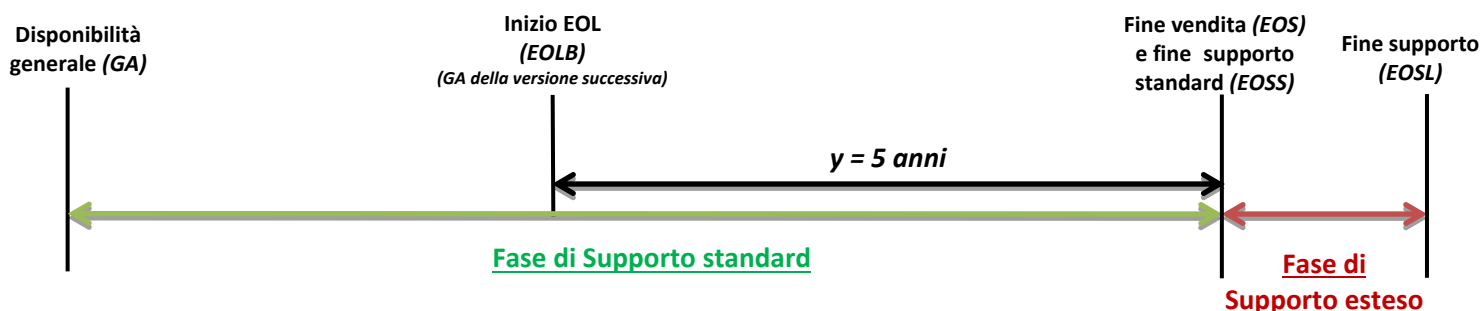 Disponibilità
generale (GA)
Inizio EOL
(EOLB)
(GA della versione successiva)
Fine vendita (EOS)
e fine supporto
standard (EOSS)
Fine supporto
(EOSL)
y = 5 anni
Fase di Supporto standard
Fase di
Supporto esteso